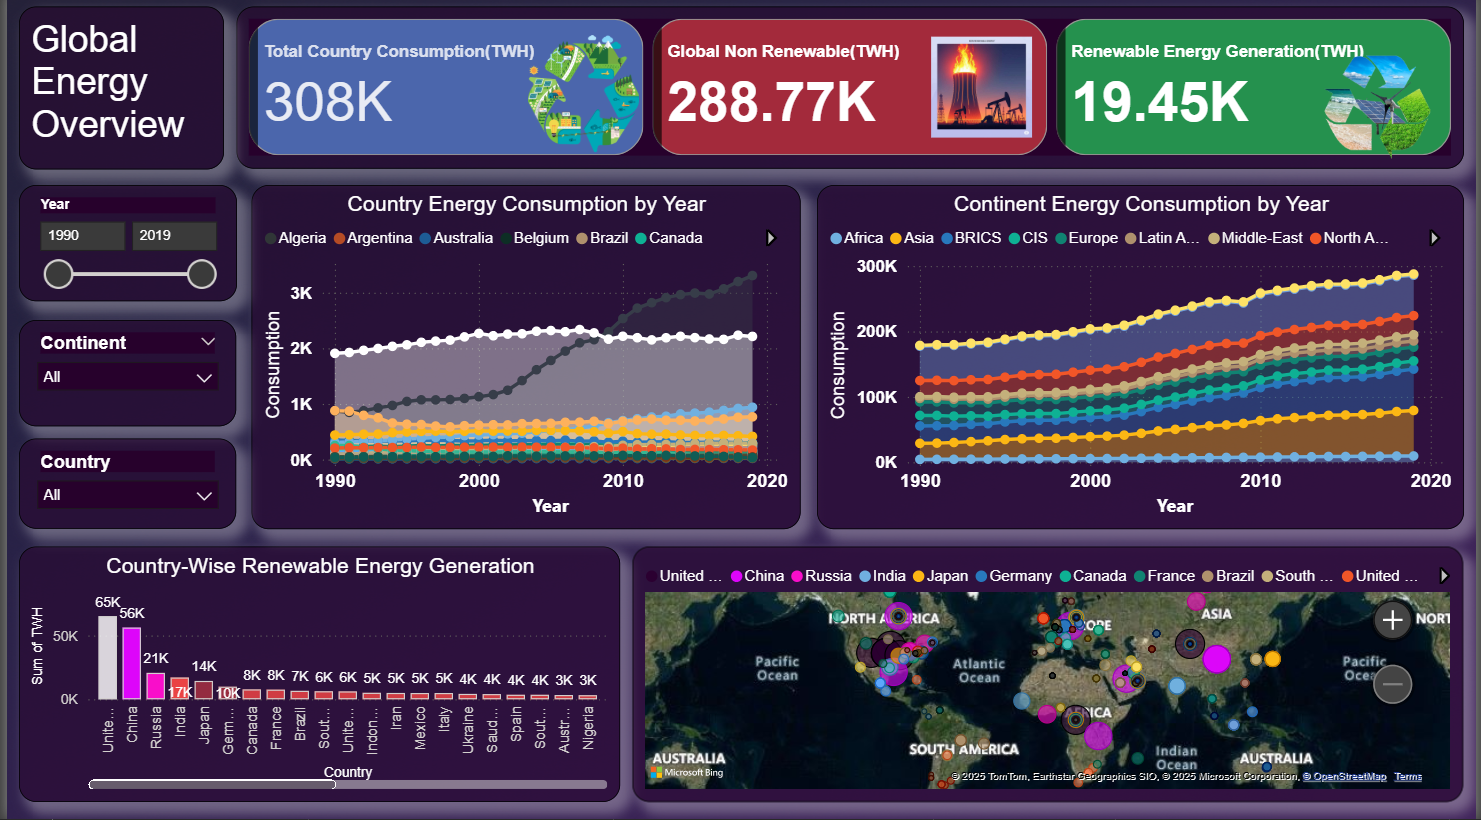 Global
Energy
Overview
Total Country Consumption(TWH)
308K
Global Non Renewable(TWH)
288.77K
Renewable Energy Generation(TWH)
19.45K
Year
1990
2019
Continent
All
Country
All
Country Energy Consumption by Year
Algeria Argentina Australia Belgium Brazil Canada
Consumption
3K
2K
1K
0K
1990 2000 2010 2020
Year
Continent Energy Consumption by Year
Africa Asia BRICS CIS Europe Latin A... Middle-East North A...
Consumption
300K
200K
100K
0K
1990 2000 2010 2020
Year
Country-Wise Renewable Energy Generation
Sum of TWH
50K
0K
65K 56K 21K 17K 14K 10K 8K 8K 7K 6K 6K 5K 5K 5K 5K 4K 4K 4K 4K 3K 3K
Unite... China Russia India Japan Germ... Canada France Brazil Sout... Unite... Indon... Iran Mexico Italy Ukraine Saud... Spain Sout... Austr... Nigeria
Country
United ... China Russia India Japan Germany Canada France Brazil South ... United ...
NORTH AMERICA
ASIA
NORT
Pacific
Ocean
Atlantic
Ocean
Pacific
SOUTH AMERICA
Indian
Ocean
AUSTRALIA
AUSTRALIA
Microsoft Bing
© 2025 TomTom, Earthstar Geographics SIO, © 2025 Microsoft Corporation, © OpenStreetMap Terms